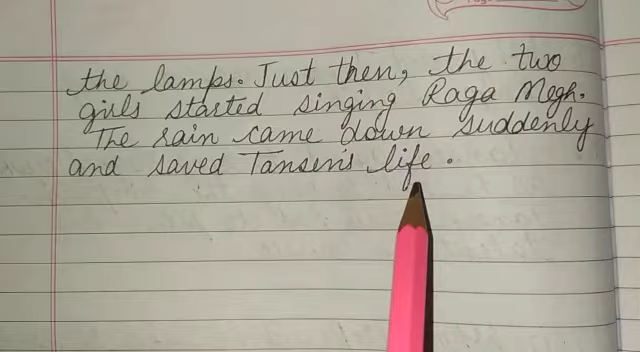 the lamps. Just then, the two
girls started singing Raga Megh.
The rain came down suddenly
and saved Tansen's life.